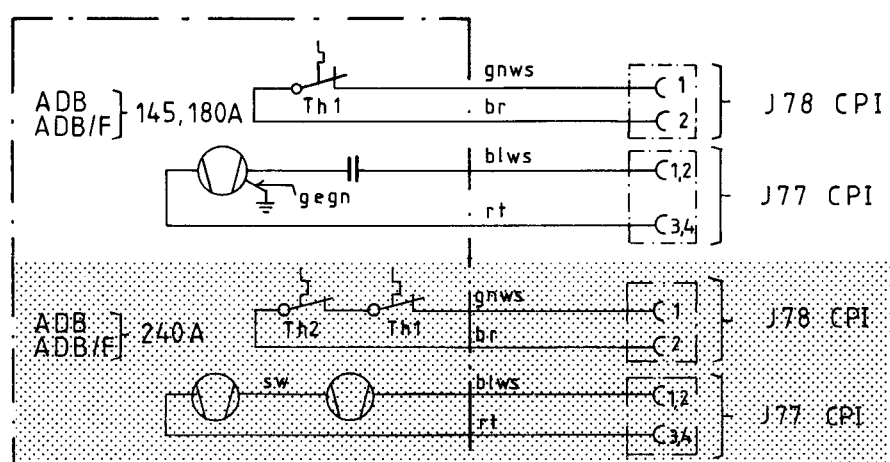 gnws
1
Th1
ADB
ADB/F
145,180A
br
2
J78 CPI
blws
1,2
gegn
J77 CPI
rt
3,4
gnws
1
Th2
Th1
ADB
ADB/F
240A
br
2
J78 CPI
sw
blws
1,2
J77 CPI
rt
3,4